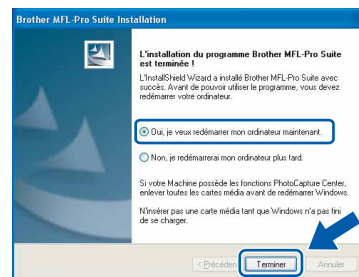 Brother MFL-Pro Suite Installation
L'installation du programme Brother MFL-Pro Suite
est terminée !
L'InstallShield Wizard a installé Brother MFL-Pro Suite avec
succès. Avant de pouvoir utiliser le programme, vous devez
redémarrer votre ordinateur.
Oui, je veux redémarrer mon ordinateur maintenant.
Non, je redémarrerai mon ordinateur plus tard.
Si votre Machine possède les fonctions PhotoCapture Center,
enlever toutes les cartes média avant de redémarrer Windows.
N'insérer pas une carte média tant que Windows n'a pas fini
de se charger.
< Précéden Terminer Annuler